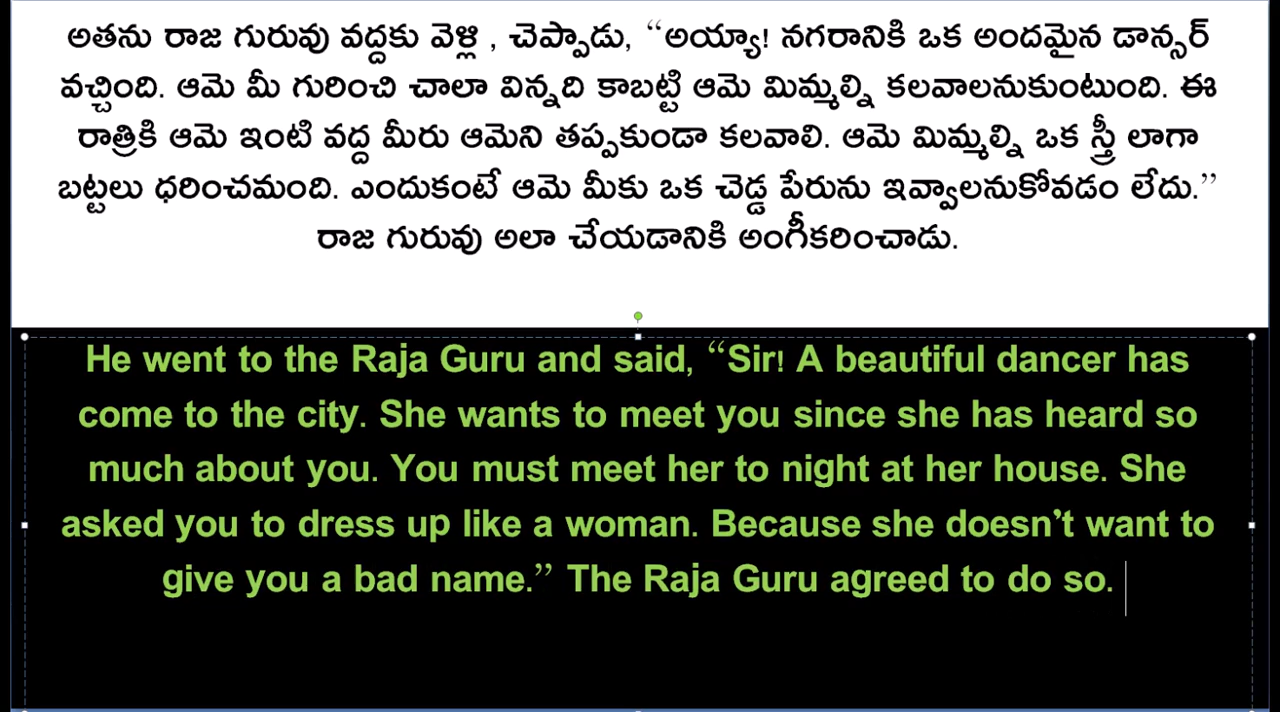 అతను రాజ గురువు వద్దకు వెళ్లి , చెప్పాడు, “అయ్యా! నగరానికి ఒక అందమైన డాన్సర్
వచ్చింది. ఆమె మీ గురించి చాలా విన్నది కాబట్టి ఆమె మిమ్మల్ని కలవాలనుకుంటుంది. ఈ
రాత్రికి ఆమె ఇంటి వద్ద మీరు ఆమెని తప్పకుండా కలవాలి. ఆమె మిమ్మల్ని ఒక స్త్రీ లాగా
బట్టలు ధరించమంది. ఎందుకంటే ఆమె మీకు ఒక చెడ్డ పేరును ఇవ్వాలనుకోవడం లేదు.”
రాజ గురువు అలా చేయడానికి అంగీకరించాడు.
He went to the Raja Guru and said, “Sir! A beautiful dancer has
come to the city. She wants to meet you since she has heard so
much about you. You must meet her to night at her house. She
asked you to dress up like a woman. Because she doesn’t want to
give you a bad name.” The Raja Guru agreed to do so.